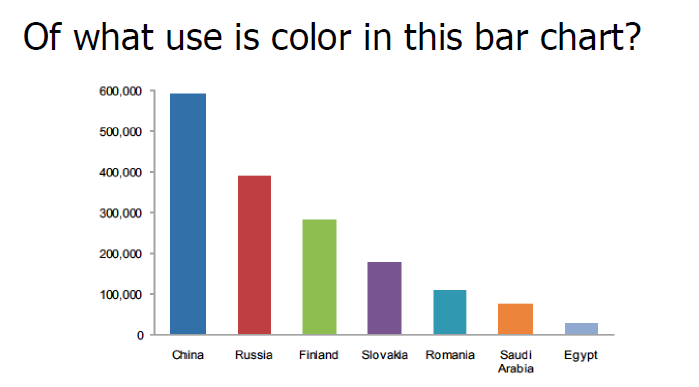 Of what use is color in this bar chart?
600,000
500,000
400,000
300,000
200,000
100,000
0
China Russia Finland Slovakia Romania Saudi Egypt
Arabia